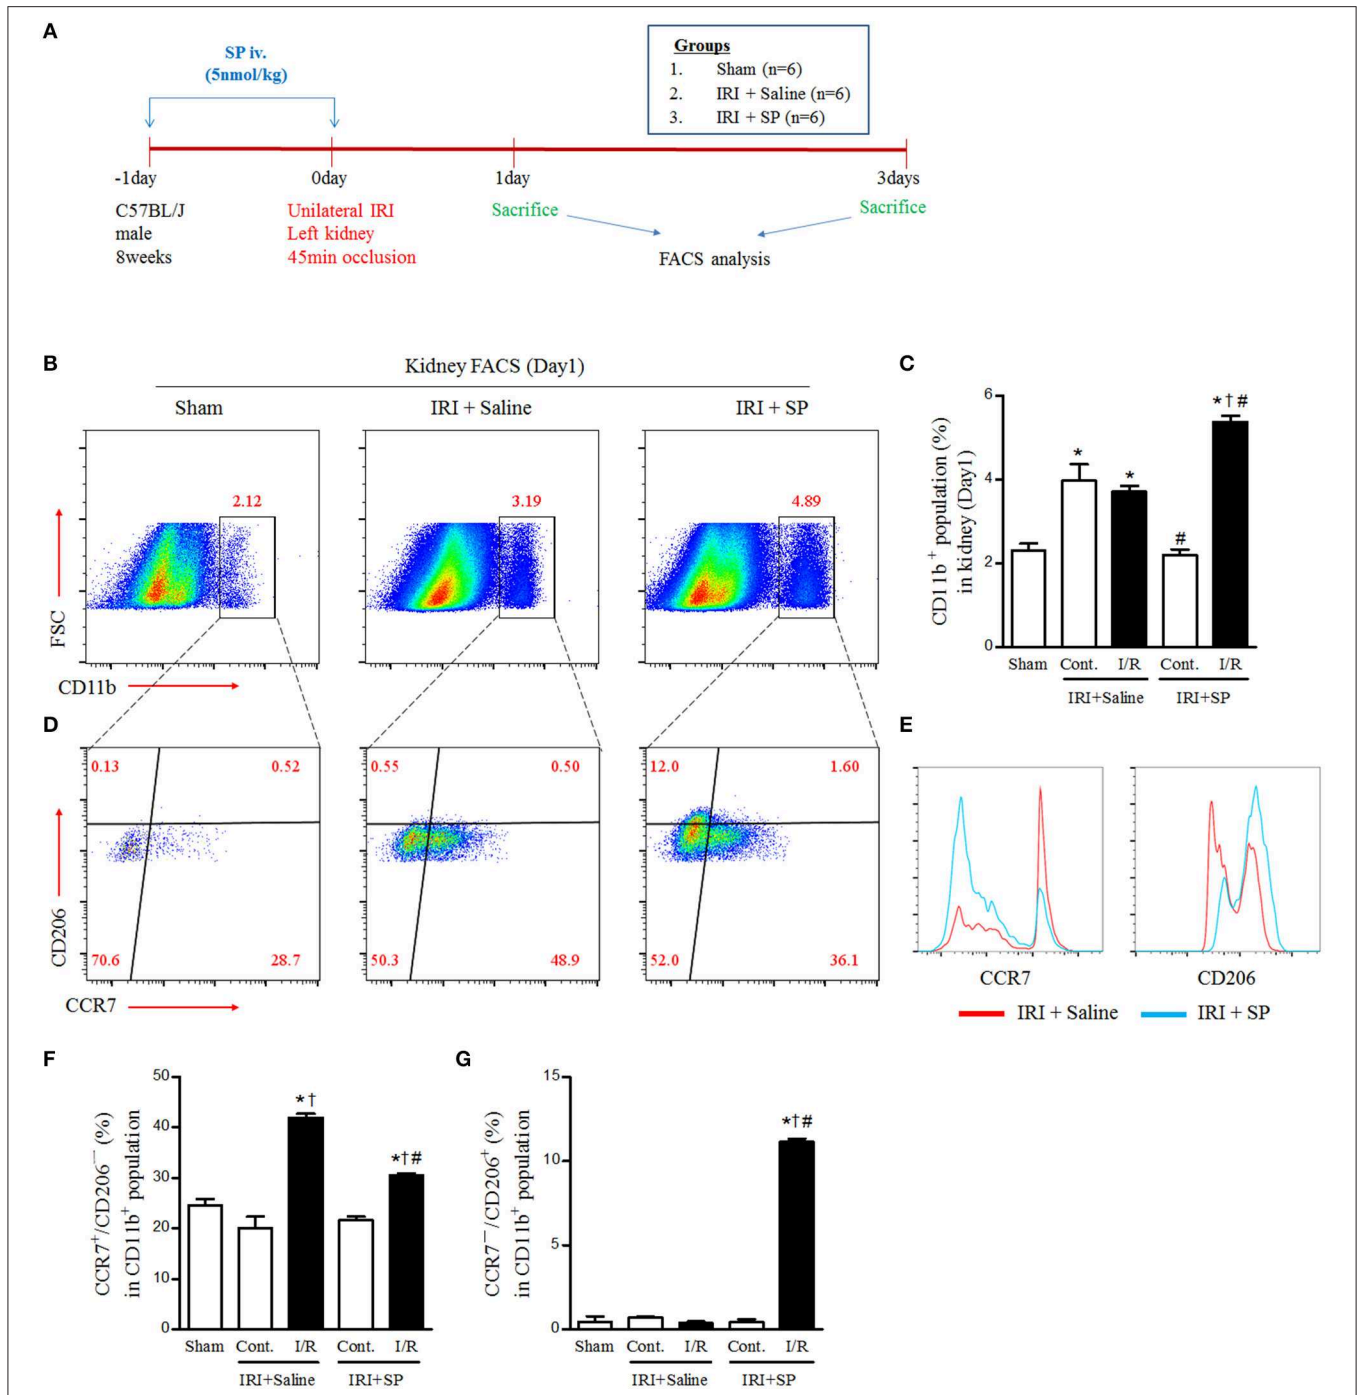 A
SP iv.
(5nmol/kg)
Groups
1. Sham (n=6)
2. IRI + Saline (n=6)
3. IRI + SP (n=6)
-1day
0day
1day
3days
C57BL/J
male
8weeks
Unilateral IRI
Left kidney
45min occlusion
Sacrifice
Sacrifice
FACS analysis
B
Kidney FACS (Day1)
Sham
IRI + Saline
IRI + SP
2.12
3.19
4.89
FSC
CD11b
C
CD11b⁺ population (%)
in kidney (Day1)
6
4
2
0
*
*
#
*†#
Sham
Cont.
I/R
Cont.
I/R
IRI+Saline
IRI+SP
D
0.13
0.52
70.6
28.7
0.55
0.50
50.3
48.9
12.0
1.60
52.0
36.1
CD206
CCR7
E
CCR7
CD206
IRI + Saline
IRI + SP
F
CCR7⁺/CD206⁻ (%)
in CD11b⁺ population
50
40
30
20
10
0
*†
*†#
Sham
Cont.
I/R
Cont.
I/R
IRI+Saline
IRI+SP
G
CCR7⁻/CD206⁺ (%)
in CD11b⁺ population
15
10
5
0
*†#
Sham
Cont.
I/R
Cont.
I/R
IRI+Saline
IRI+SP